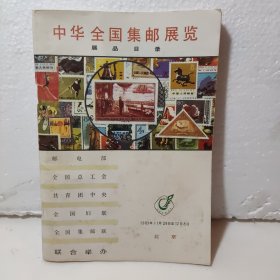 中华全国集邮展览
展品目录
邮电部
全国总工会
共青团中央
全国妇联
全国集邮联
联合举办
北京